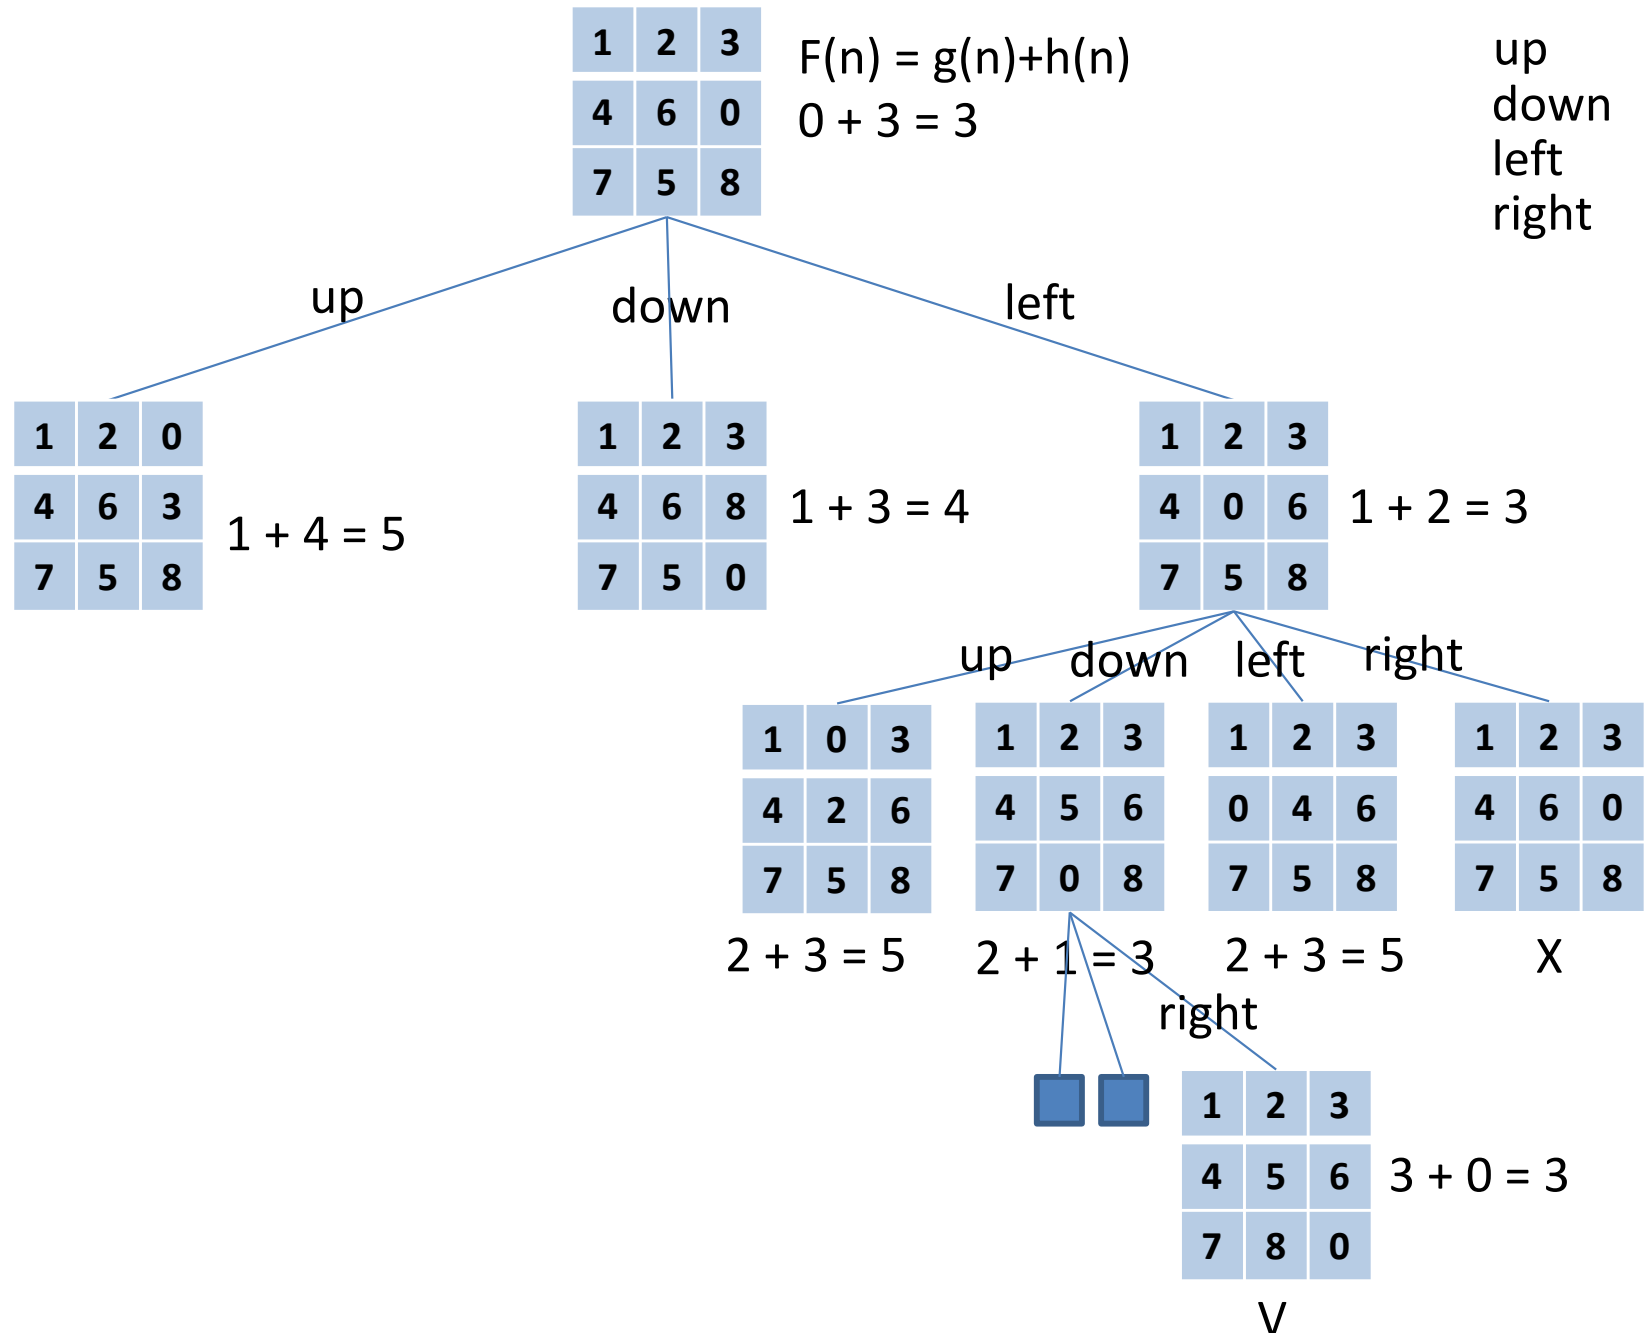 1 2 3
4 6 0
7 5 8
F(n) = g(n)+h(n)
0 + 3 = 3
up
down
left
right
up
down
left
1 2 0
4 6 3
7 5 8
1 + 4 = 5
1 2 3
4 6 8
7 5 0
1 + 3 = 4
1 2 3
4 0 6
7 5 8
1 + 2 = 3
up
down
left
right
1 0 3
4 2 6
7 5 8
2 + 3 = 5
1 2 3
4 5 6
7 0 8
2 + 1 = 3
1 2 3
0 4 6
7 5 8
2 + 3 = 5
1 2 3
4 6 0
7 5 8
X
right
1 2 3
4 5 6
7 8 0
3 + 0 = 3
V